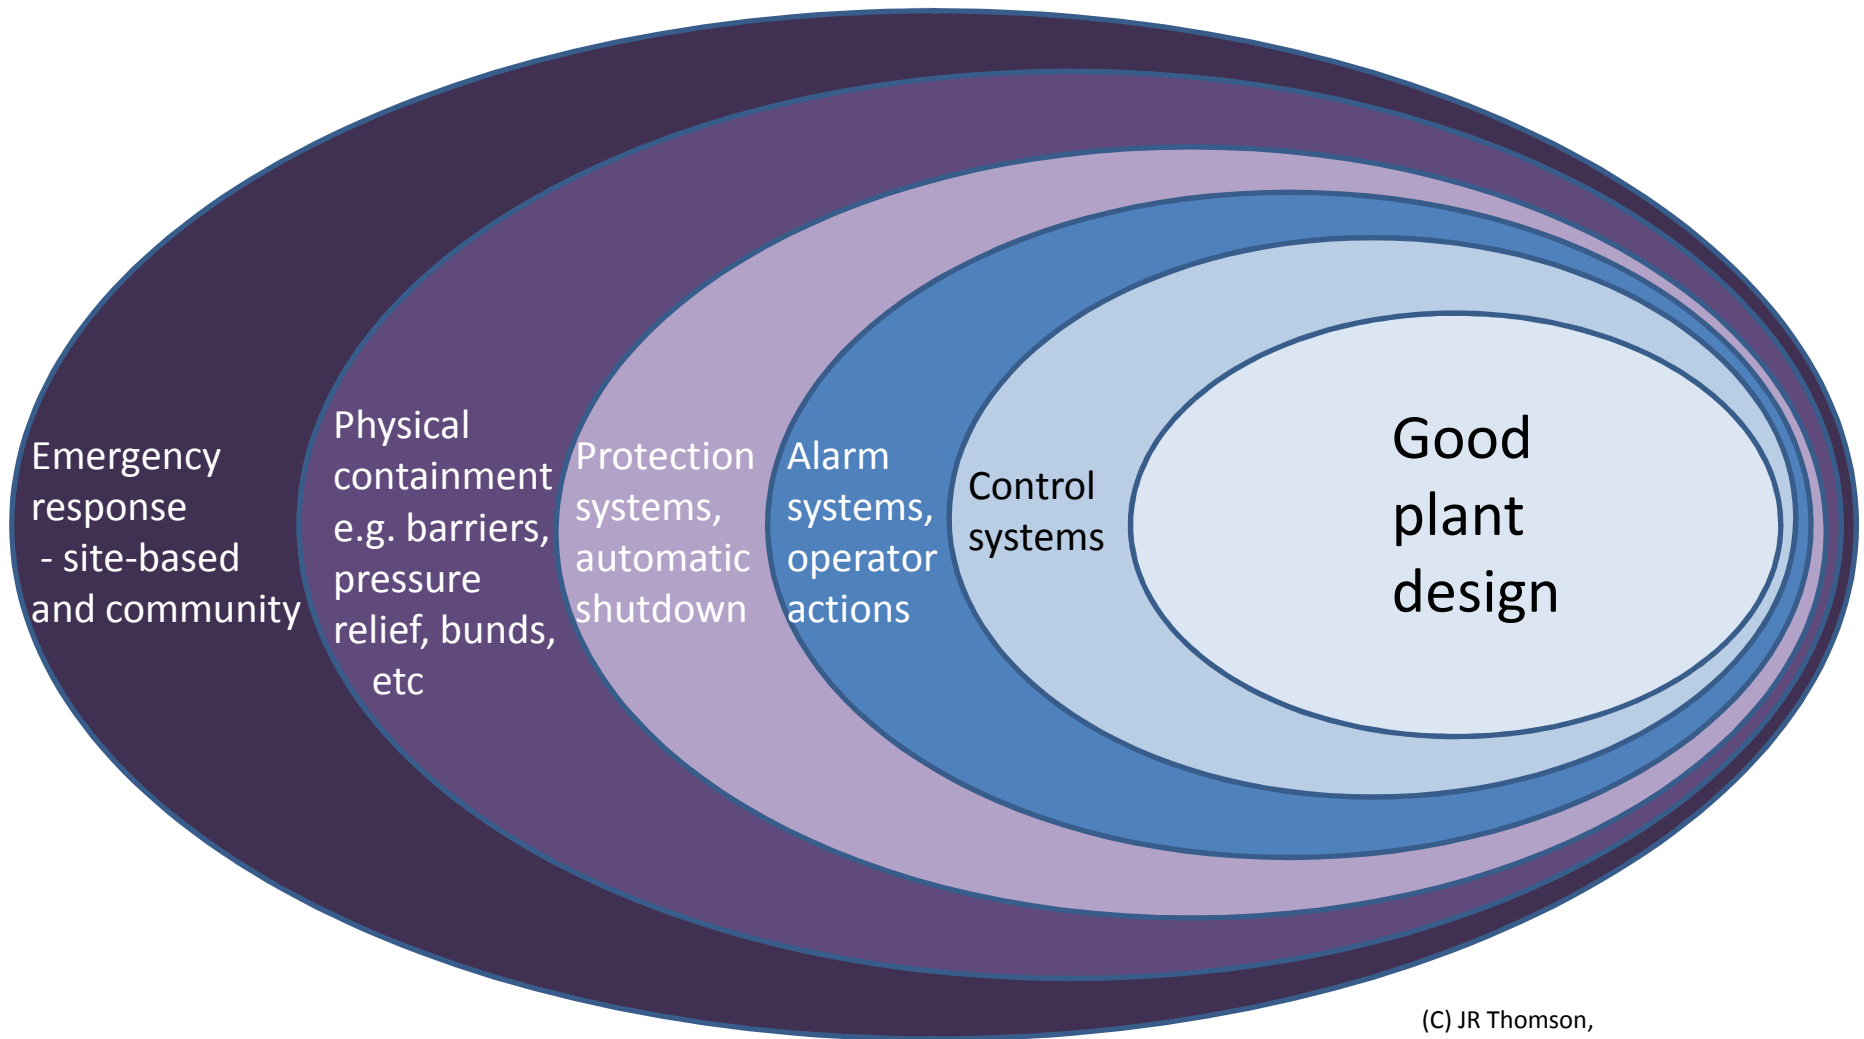 Emergency
response
- site-based
and community
Physical
containment
e.g. barriers,
pressure
relief, bunds,
etc
Protection
systems,
automatic
shutdown
Alarm
systems,
operator
actions
Control
systems
Good
plant
design
(C) JR Thomson,